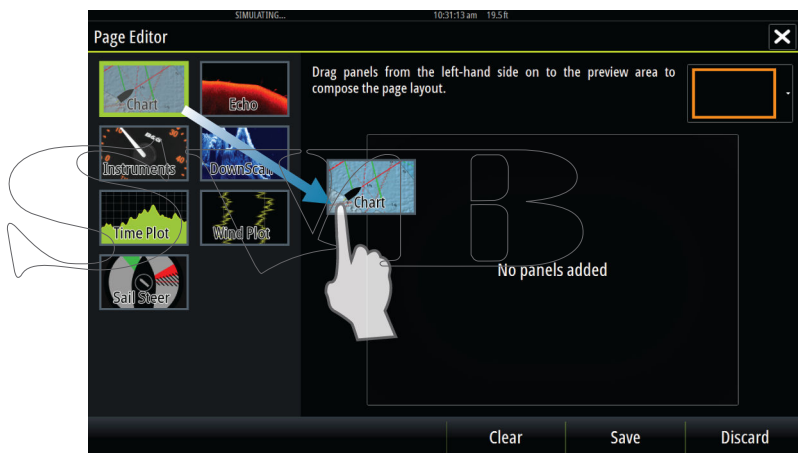 SIMULATING... 10:31:13 am 19.5 ft
Page Editor
Drag panels from the left-hand side on to the preview area to
compose the page layout.
Chart
Echo
Instruments
DownScan
Chart
Time Plot
Wind Plot
No panels added
Sail Steer
Clear Save Discard